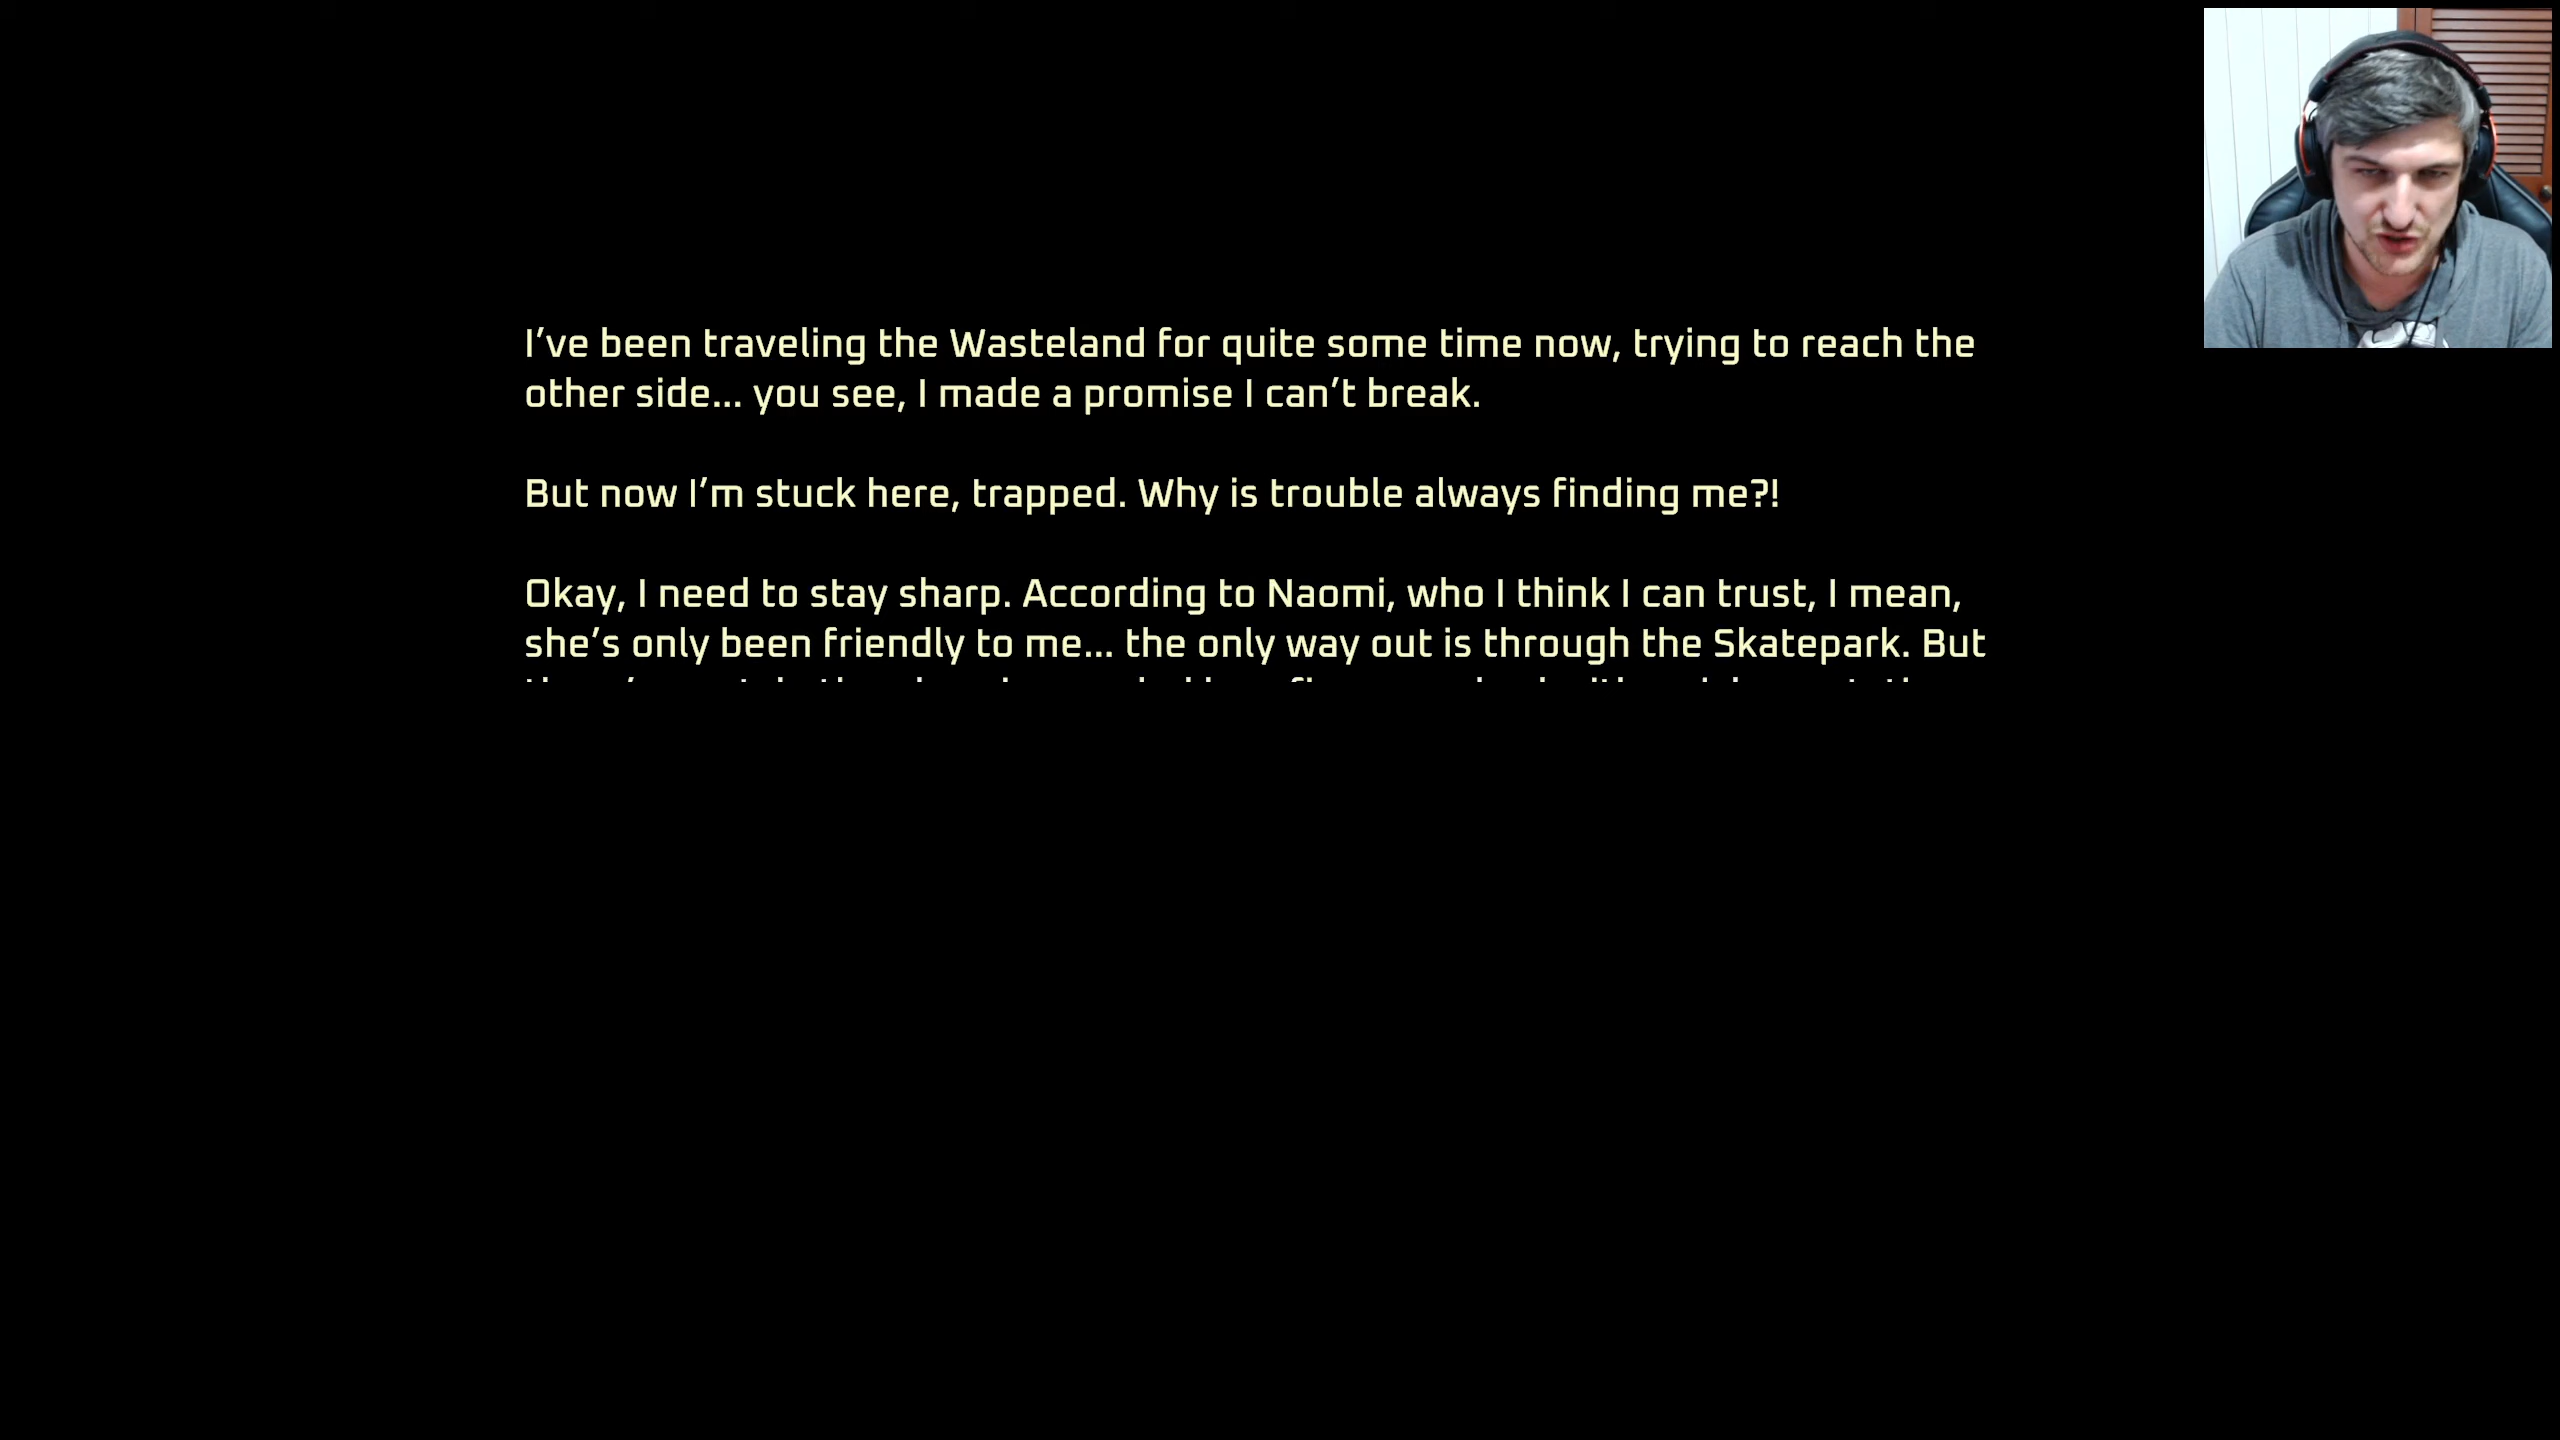 I’ve been traveling the Wasteland for quite some time now, trying to reach the
other side... you see, I made a promise I can’t break.
But now I’m stuck here, trapped. Why is trouble always finding me?!
Okay, I need to stay sharp. According to Naomi, who I think I can trust, I mean,
she’s only been friendly to me... the only way out is through the Skatepark. But